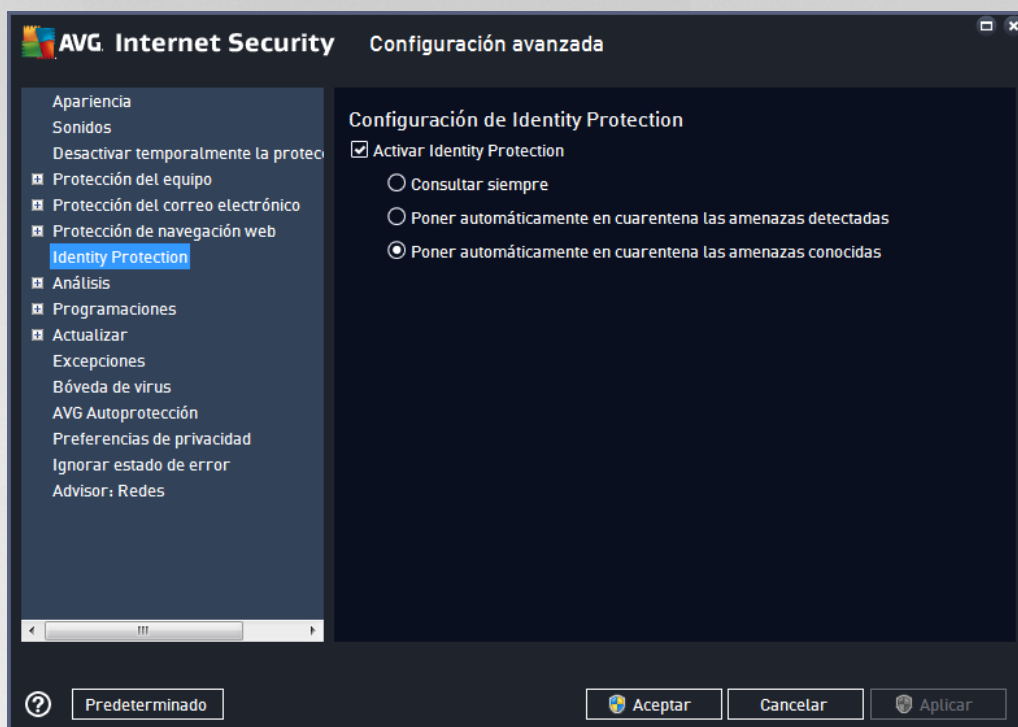 AVG. Internet Security Configuración avanzada
Apariencia
Sonidos
Desactivar temporalmente la protec
Protección del equipo
Protección del correo electrónico
Protección de navegación web
Identity Protection
Análisis
Programaciones
Actualizar
Excepciones
Bóveda de virus
AVG Autoprotección
Preferencias de privacidad
Ignorar estado de error
Advisor: Redes
Configuración de Identity Protection
Activar Identity Protection
Consultar siempre
Poner automáticamente en cuarentena las amenazas detectadas
Poner automáticamente en cuarentena las amenazas conocidas
? Predeterminado Aceptar Cancelar Aplicar